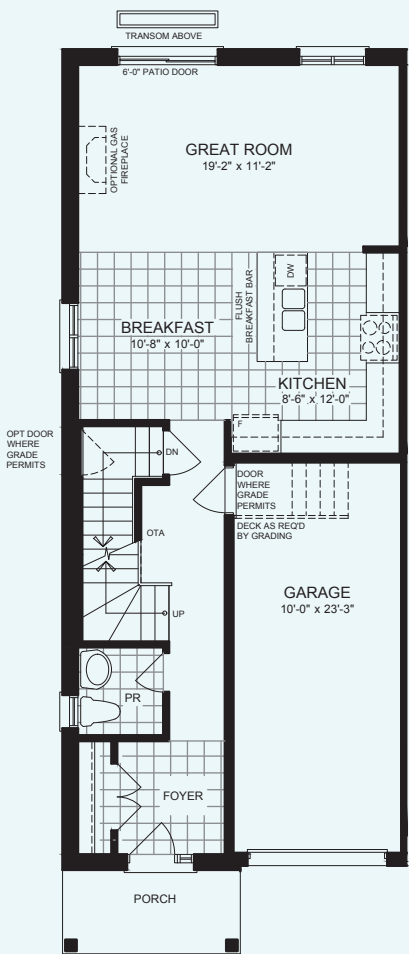 TRANSOM ABOVE
6'-0" PATIO DOOR
OPTIONAL GAS
FIREPLACE
GREAT ROOM
19'-2" x 11'-2"
BREAKFAST
10'-8" x 10'-0"
FLUSH
BREAKFAST BAR
DW
KITCHEN
8'-6" x 12'-0"
F
OPT DOOR
WHERE
GRADE
PERMITS
DN
DOOR
WHERE
GRADE
PERMITS
DECK AS REQ'D
BY GRADING
OTA
GARAGE
10'-0" x 23'-3"
UP
PR
FOYER
PORCH